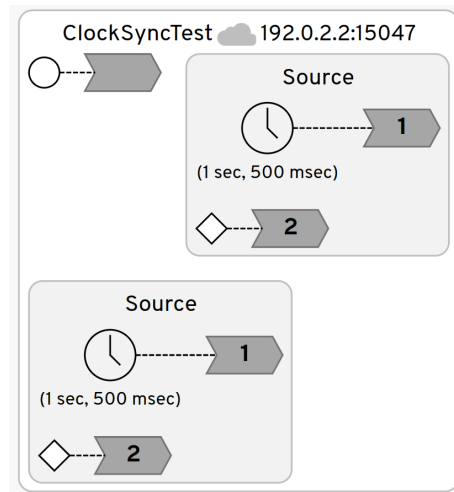 ClockSyncTest 192.0.2.2:15047
Source
1
(1 sec, 500 msec)
2
Source
1
(1 sec, 500 msec)
2